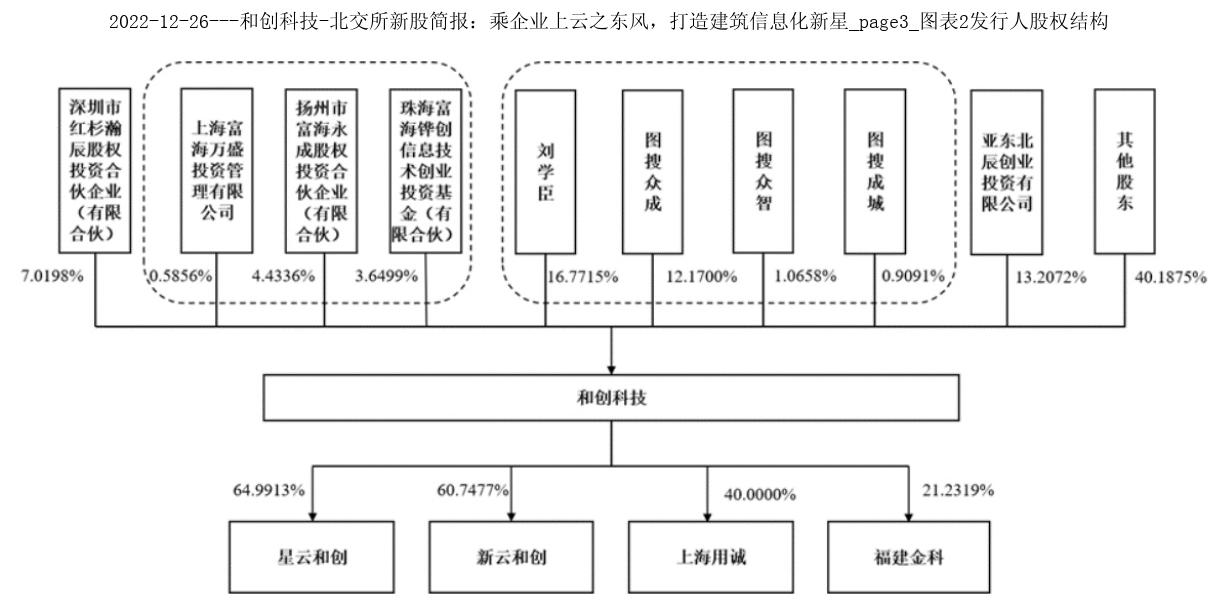 2022-12-26---和创科技-北交所新股简报：乘企业上云之东风，打造建筑信息化新星_page3_图表2发行人股权结构
深圳市
红杉瀚
辰股权
投资合
伙企业
（有限
合伙）
上海富
海万盛
投资管
理有限
公司
扬州市
富海永
成股权
投资合
伙企业
（有限
合伙）
珠海富
海铧创
信息技
术创业
投资基
金（有
限合伙）
刘
学
臣
图
搜
众
成
图
搜
众
智
图
搜
成
城
亚东北
辰创业
投资有
限公司
其
他
股
东
7.0198%
0.5856%
4.4336%
3.6499%
16.7715%
12.1700%
1.0658%
0.9091%
13.2072%
40.1875%
和创科技
64.9913%
60.7477%
40.0000%
21.2319%
星云和创
新云和创
上海用诚
福建金科